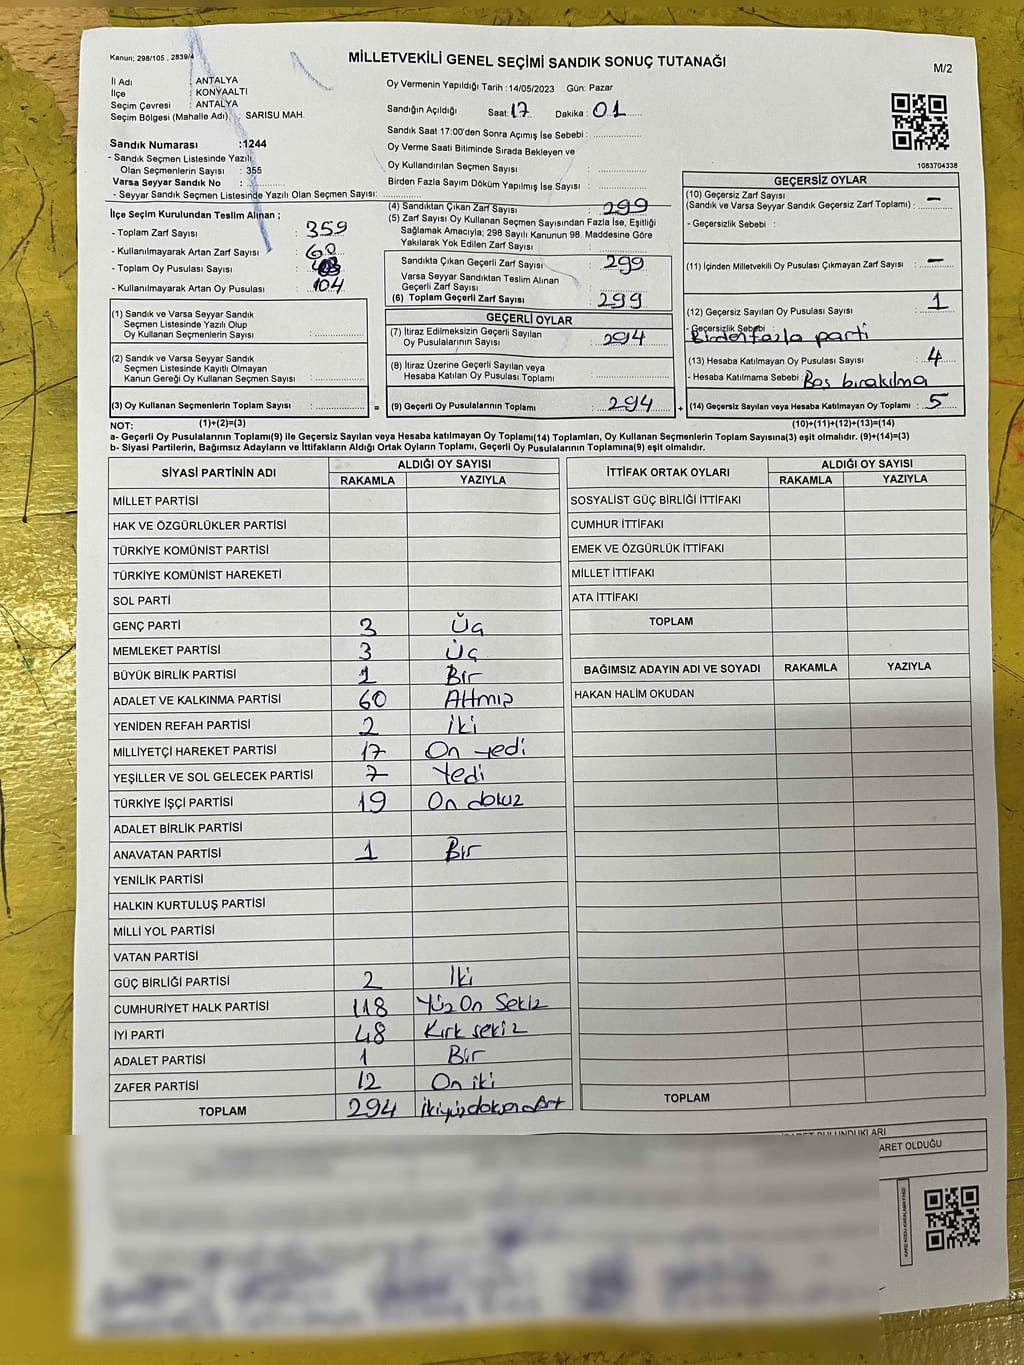 Kanun; 298/105 , 2839/4
MİLLETVEKİLİ GENEL SEÇİMİ SANDIK SONUÇ TUTANAĞI
M/2
İl Adı : ANTALYA
İlçe : KONYAALTI
Seçim Çevresi : ANTALYA
Seçim Bölgesi (Mahalle Adı) : SARISU MAH.
Sandık Numarası :1244
- Sandık Seçmen Listesinde Yazılı
Olan Seçmenlerin Sayısı : 355
Varsa Seyyar Sandık No :
- Seyyar Sandık Seçmen Listesinde Yazılı Olan Seçmen Sayısı:
Oy Vermenin Yapıldığı Tarih :14/05/2023 Gün: Pazar
Sandığın Açıldığı Saat: 17 Dakika : 01
Sandık Saat 17:00'den Sonra Açımış İse Sebebi :
Oy Verme Saati Bitiminde Sırada Bekleyen ve
Oy Kullandırılan Seçmen Sayısı :
Birden Fazla Sayım Döküm Yapılmış İse Sayısı :
1083704338
İlçe Seçim Kurulundan Teslim Alınan ;
- Toplam Zarf Sayısı : 359
- Kullanılmayarak Artan Zarf Sayısı : 60
- Toplam Oy Pusulası Sayısı :
- Kullanılmayarak Artan Oy Pusulası : 104
(4) Sandıktan Çıkan Zarf Sayısı : 299
(5) Zarf Sayısı Oy Kullanan Seçmen Sayısından Fazla İse, Eşitliği
Sağlamak Amacıyla; 298 Sayılı Kanunun 98. Maddesine Göre
Yakılarak Yok Edilen Zarf Sayısı :
Sandıkta Çıkan Geçerli Zarf Sayısı : 299
Varsa Seyyar Sandıktan Teslim Alınan
Geçerli Zarf Sayısı :
(6) Toplam Geçerli Zarf Sayısı : 299
GEÇERSİZ OYLAR
(10) Geçersiz Zarf Sayısı
(Sandık ve Varsa Seyyar Sandık Geçersiz Zarf Toplamı) : –
- Geçersizlik Sebebi :
(11) İçinden Milletvekili Oy Pusulası Çıkmayan Zarf Sayısı : –
(12) Geçersiz Sayılan Oy Pusulası Sayısı : 1
- Geçersizlik Sebebi :
Birden fazla parti
(13) Hesaba Katılmayan Oy Pusulası Sayısı : 4
- Hesaba Katılmama Sebebi : Boş bırakılma
(14) Geçersiz Sayılan veya Hesaba Katılmayan Oy Toplamı : 5
(10)+(11)+(12)+(13)=(14)
(1) Sandık ve Varsa Seyyar Sandık
Seçmen Listesinde Yazılı Olup
Oy Kullanan Seçmenlerin Sayısı :
(2) Sandık ve Varsa Seyyar Sandık
Seçmen Listesinde Kayıtlı Olmayan
Kanun Gereği Oy Kullanan Seçmen Sayısı :
(3) Oy Kullanan Seçmenlerin Toplam Sayısı : =
(1)+(2)=(3)
GEÇERLİ OYLAR
(7) İtiraz Edilmeksizin Geçerli Sayılan
Oy Pusulalarının Sayısı : 294
(8) İtiraz Üzerine Geçerli Sayılan veya
Hesaba Katılan Oy Pusulası Toplamı :
(9) Geçerli Oy Pusulalarının Toplamı : 294 +
NOT:
a- Geçerli Oy Pusulalarının Toplamı(9) ile Geçersiz Sayılan veya Hesaba katılmayan Oy Toplamı(14) Toplamları, Oy Kullanan Seçmenlerin Toplam Sayısına(3) eşit olmalıdır. (9)+(14)=(3)
b- Siyasi Partilerin, Bağımsız Adayların ve İttifakların Aldığı Ortak Oyların Toplamı, Geçerli Oy Pusulalarının Toplamına(9) eşit olmalıdır.
SİYASİ PARTİNİN ADI ALDIĞI OY SAYISI
RAKAMLA YAZIYLA
MİLLET PARTİSİ
HAK VE ÖZGÜRLÜKLER PARTİSİ
TÜRKİYE KOMÜNİST PARTİSİ
TÜRKİYE KOMÜNİST HAREKETİ
SOL PARTİ
GENÇ PARTİ 3 Üç
MEMLEKET PARTİSİ 3 Üç
BÜYÜK BİRLİK PARTİSİ 1 Bir
ADALET VE KALKINMA PARTİSİ 60 Altmış
YENİDEN REFAH PARTİSİ 2 İki
MİLLİYETÇİ HAREKET PARTİSİ 17 On yedi
YEŞİLLER VE SOL GELECEK PARTİSİ 7 Yedi
TÜRKİYE İŞÇİ PARTİSİ 19 On dokuz
ADALET BİRLİK PARTİSİ
ANAVATAN PARTİSİ 1 Bir
YENİLİK PARTİSİ
HALKIN KURTULUŞ PARTİSİ
MİLLİ YOL PARTİSİ
VATAN PARTİSİ
GÜÇ BİRLİĞİ PARTİSİ 2 İki
CUMHURİYET HALK PARTİSİ 118 Yüz On Sekiz
İYİ PARTİ 48 Kırk sekiz
ADALET PARTİSİ 1 Bir
ZAFER PARTİSİ 12 On iki
TOPLAM 294 ikiyüzdoksandört
İTTİFAK ORTAK OYLARI ALDIĞI OY SAYISI
RAKAMLA YAZIYLA
SOSYALİST GÜÇ BİRLİĞİ İTTİFAKI
CUMHUR İTTİFAKI
EMEK VE ÖZGÜRLÜK İTTİFAKI
MİLLET İTTİFAKI
ATA İTTİFAKI
TOPLAM
BAĞIMSIZ ADAYIN ADI VE SOYADI RAKAMLA YAZIYLA
HAKAN HALİM OKUDAN
TOPLAM
ARET OLDUĞU